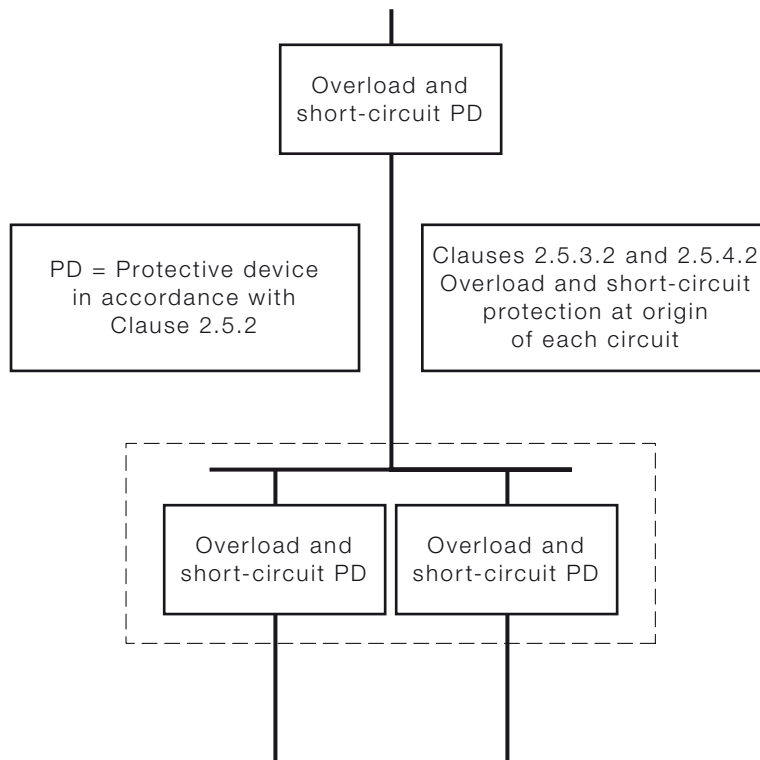 Overload and
short-circuit PD
PD = Protective device
in accordance with
Clause 2.5.2
Clauses 2.5.3.2 and 2.5.4.2
Overload and short-circuit
protection at origin
of each circuit
Overload and
short-circuit PD
Overload and
short-circuit PD